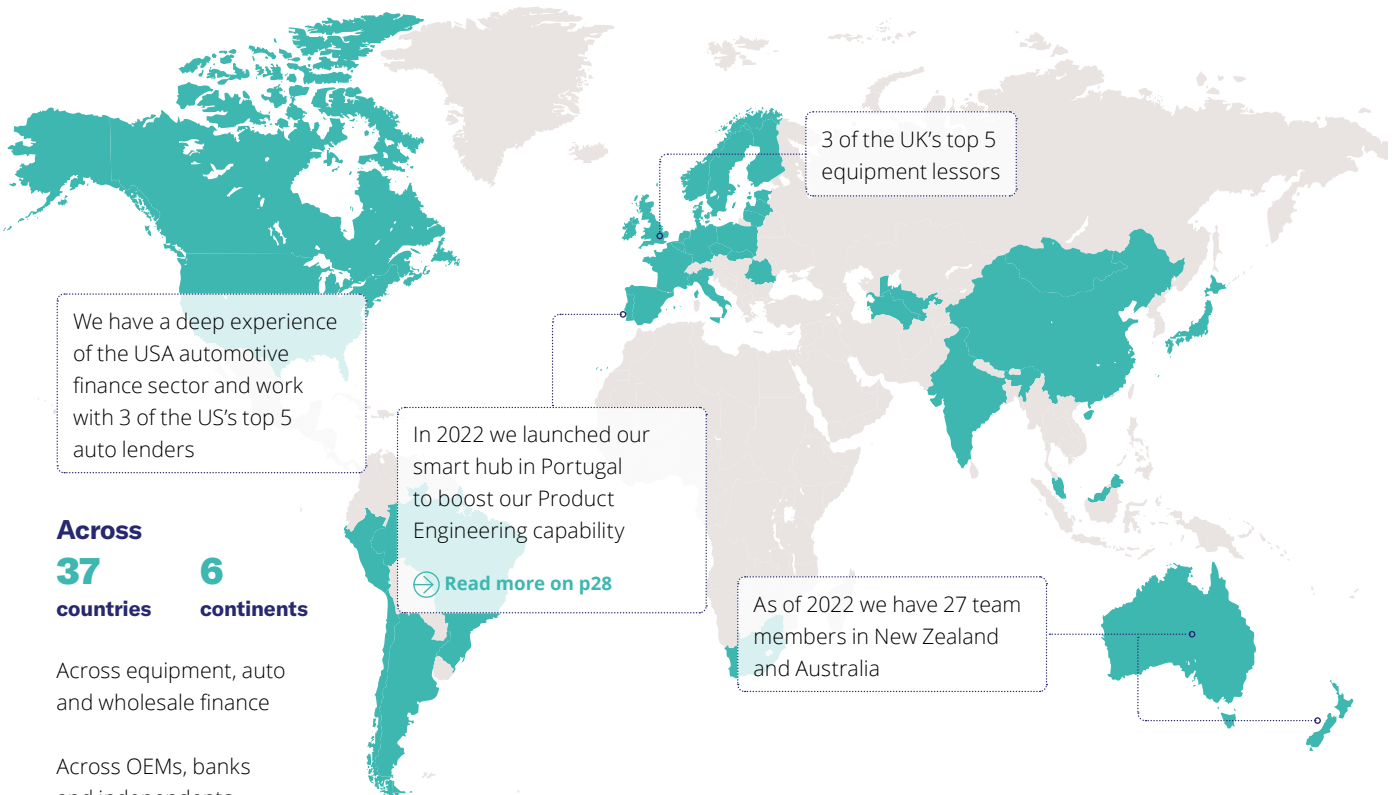 3 of the UK’s top 5
equipment lessors
We have a deep experience
of the USA automotive
finance sector and work
with 3 of the US’s top 5
auto lenders
In 2022 we launched our
smart hub in Portugal
to boost our Product
Engineering capability
Read more on p28
Across
37 6
countries continents
As of 2022 we have 27 team
members in New Zealand
and Australia
Across equipment, auto
and wholesale finance
Across OEMs, banks
and independents